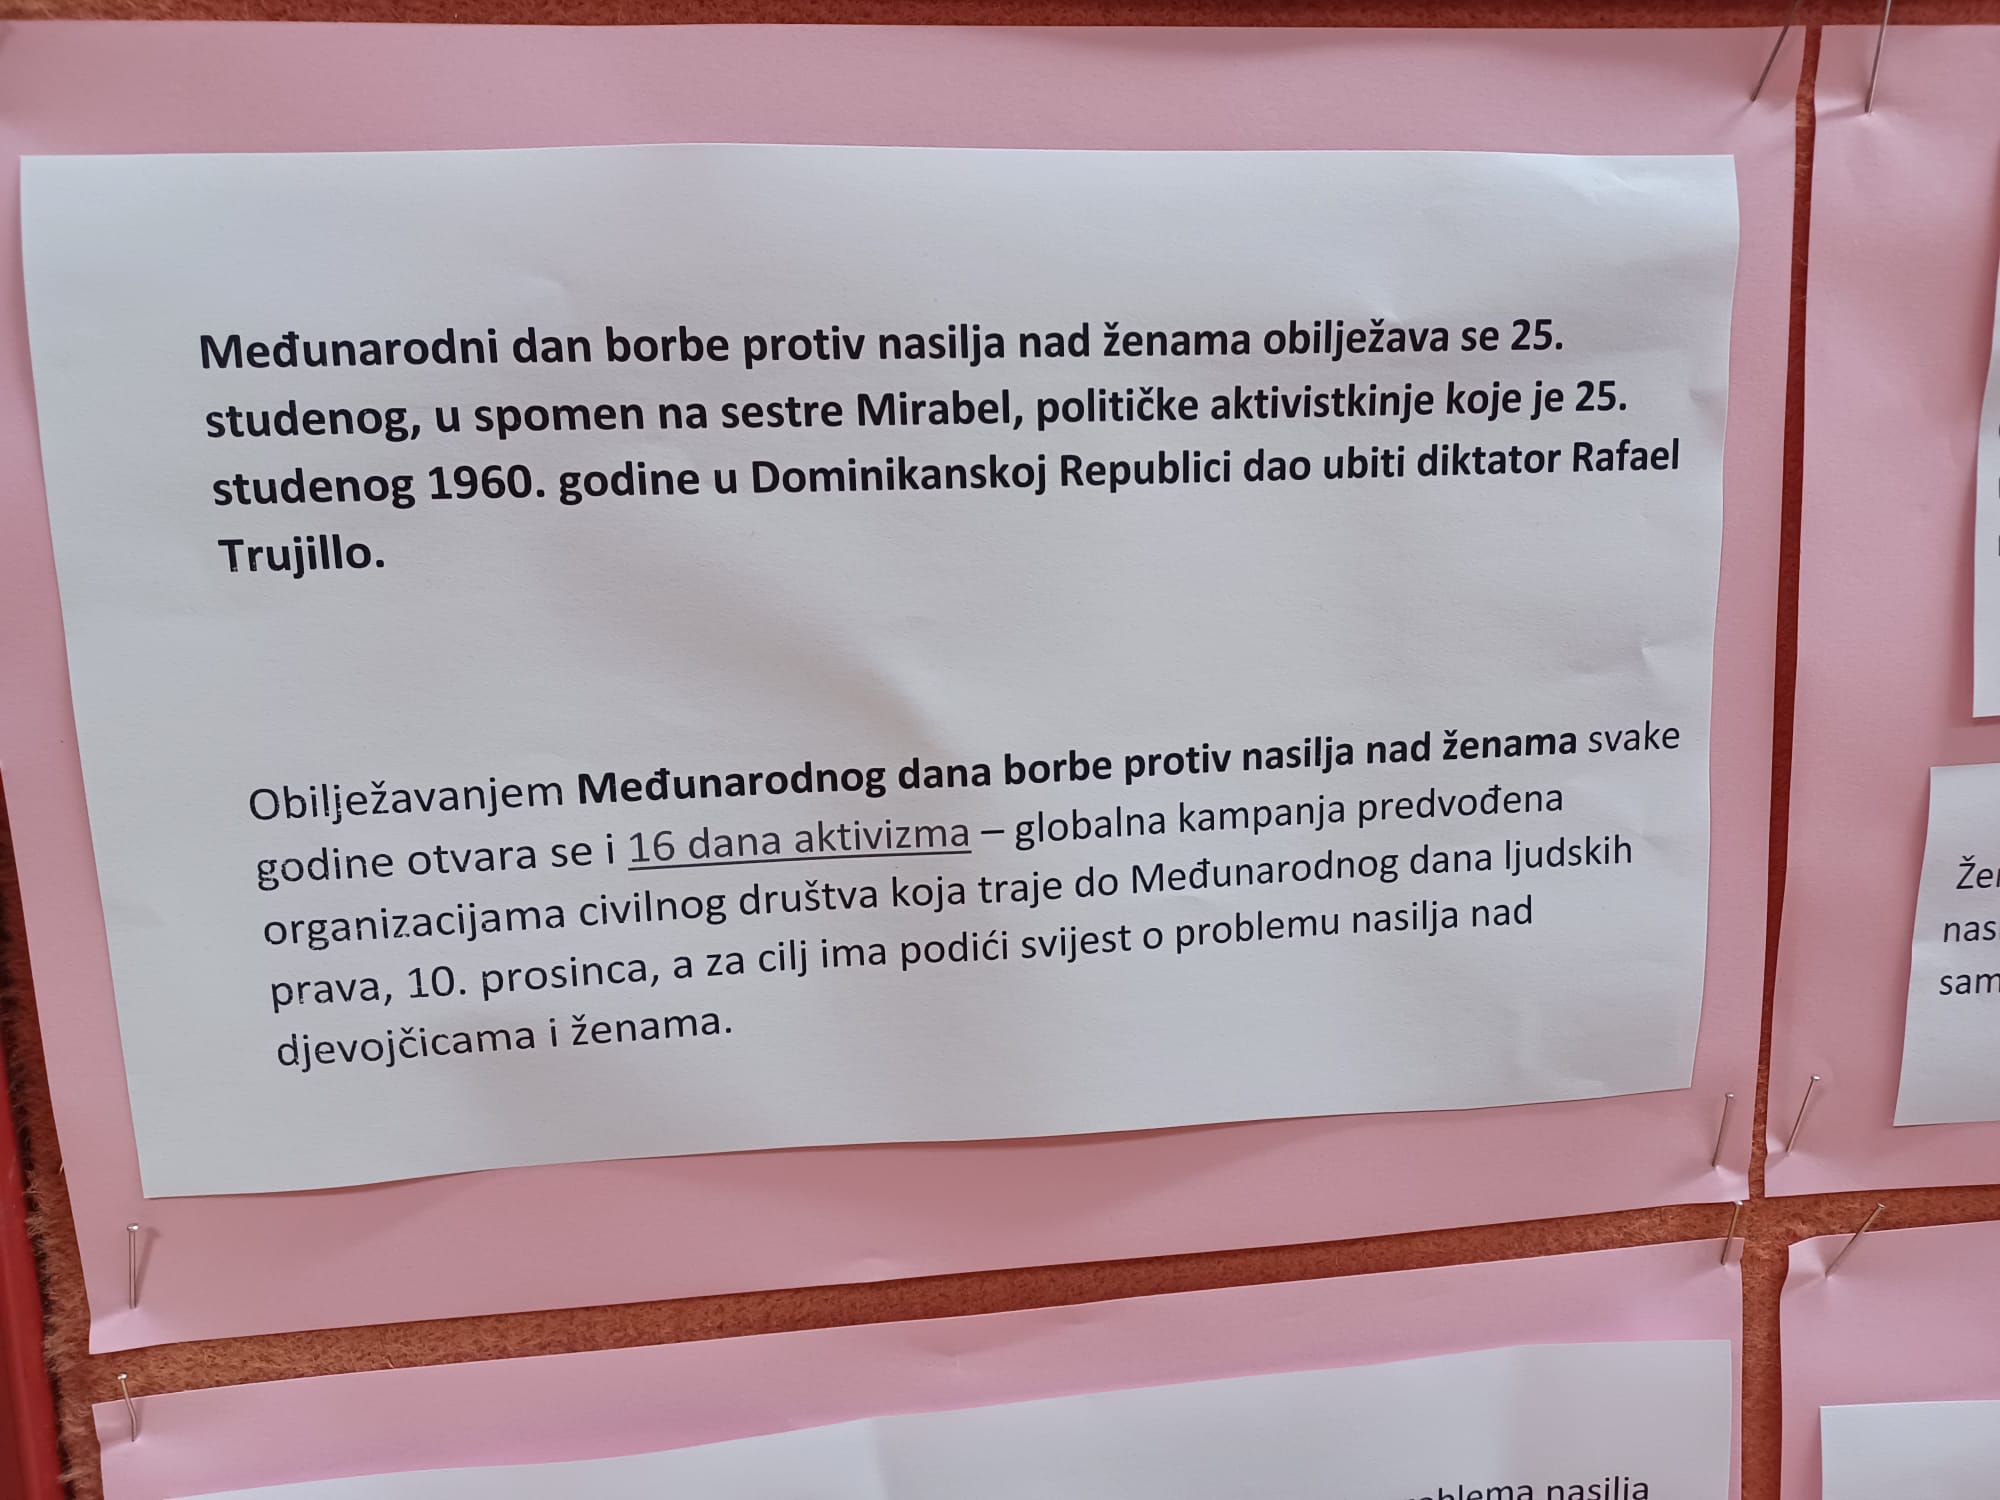 Međunarodni dan borbe protiv nasilja nad ženama obilježava se 25.
studenog, u spomen na sestre Mirabel, političke aktivistkinje koje je 25.
studenog 1960. godine u Dominikanskoj Republici dao ubiti diktator Rafael
Trujillo.
Obilježavanjem Međunarodnog dana borbe protiv nasilja nad ženama svake
godine otvara se i 16 dana aktivizma – globalna kampanja predvođena
organizacijama civilnog društva koja traje do Međunarodnog dana ljudskih
prava, 10. prosinca, a za cilj ima podići svijest o problemu nasilja nad
djevojčicama i ženama.
nasilja